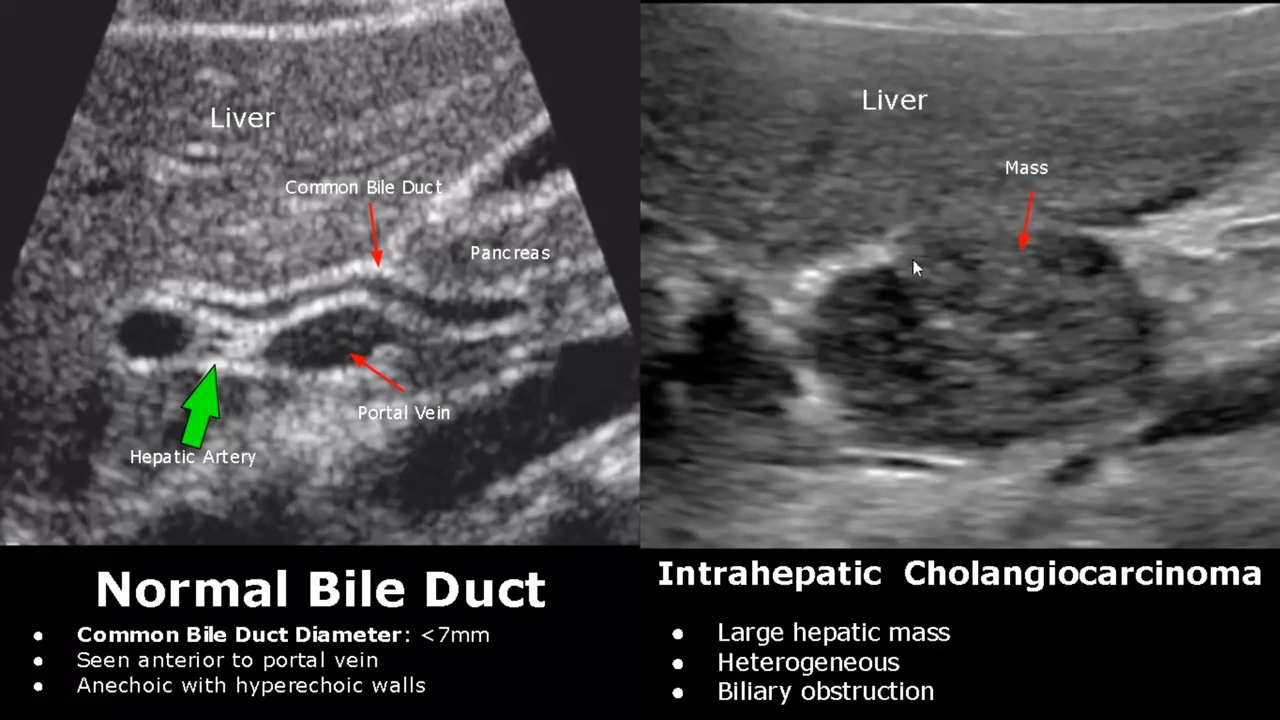 Liver
Common Bile Duct
Pancreas
Portal Vein
Hepatic Artery
Normal Bile Duct
• Common Bile Duct Diameter: <7mm
• Seen anterior to portal vein
• Anechoic with hyperechoic walls
Liver
Mass
Intrahepatic Cholangiocarcinoma
• Large hepatic mass
• Heterogeneous
• Biliary obstruction